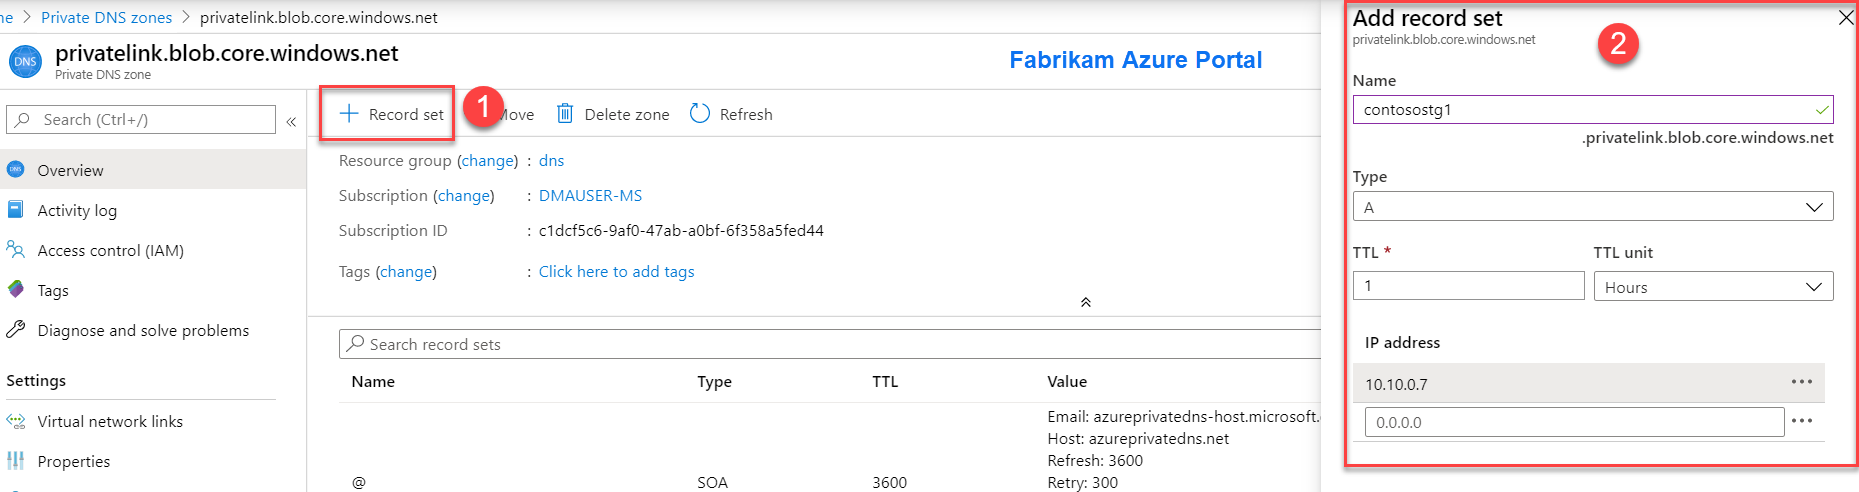 ne > Private DNS zones > privatelink.blob.core.windows.net
DNS
privatelink.blob.core.windows.net
Private DNS zone
Fabrikam Azure Portal
Search (Ctrl+/)
«
DNS Overview
Activity log
Access control (IAM)
Tags
Diagnose and solve problems
Settings
Virtual network links
Properties
+ Record set 1 Move Delete zone Refresh
Resource group (change) : dns
Subscription (change) : DMAUSER-MS
Subscription ID : c1dcf5c6-9af0-47ab-a0bf-6f358a5fed44
Tags (change) : Click here to add tags
Search record sets
Name Type TTL Value
Email: azureprivatedns-host.microsoft.
Host: azureprivatedns.net
Refresh: 3600
@ SOA 3600 Retry: 300
Add record set
privatelink.blob.core.windows.net
2
Name
contosostg1
.privatelink.blob.core.windows.net
Type
A
TTL * TTL unit
1 Hours
IP address
10.10.0.7 ...
0.0.0.0 ...